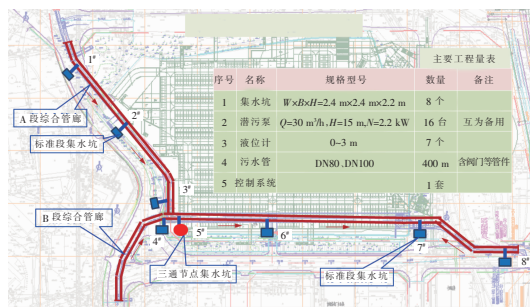 主要工程量表
序号 名称 规格型号 数量 备注
1 集水坑 W×B×H=2.4 m×2.4 m×2.2 m 8 个
2 潜污泵 Q=30 m³/h,H=15 m,N=2.2 kW 16 台 互为备用
3 液位计 0~3 m 7 个
4 污水管 DN80、DN100 400 m 含阀门等管件
5 控制系统 1 套
1#
A 段综合管廊
2#
标准段集水坑
3#
B 段综合管廊
4#
5#
6#
7#
8#
三通节点集水坑
标准段集水坑